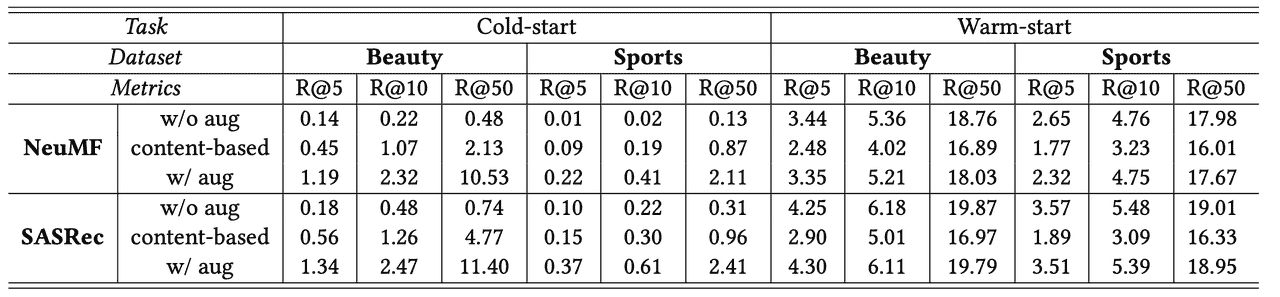 Task Cold-start Warm-start
Dataset Beauty Sports Beauty Sports
Metrics R@5 R@10 R@50 R@5 R@10 R@50 R@5 R@10 R@50 R@5 R@10 R@50
w/o aug 0.14 0.22 0.48 0.01 0.02 0.13 3.44 5.36 18.76 2.65 4.76 17.98
NeuMF content-based 0.45 1.07 2.13 0.09 0.19 0.87 2.48 4.02 16.89 1.77 3.23 16.01
w/ aug 1.19 2.32 10.53 0.22 0.41 2.11 3.35 5.21 18.03 2.32 4.75 17.67
w/o aug 0.18 0.48 0.74 0.10 0.22 0.31 4.25 6.18 19.87 3.57 5.48 19.01
SASRec content-based 0.56 1.26 4.77 0.15 0.30 0.96 2.90 5.01 16.97 1.89 3.09 16.33
w/ aug 1.34 2.47 11.40 0.37 0.61 2.41 4.30 6.11 19.79 3.51 5.39 18.95